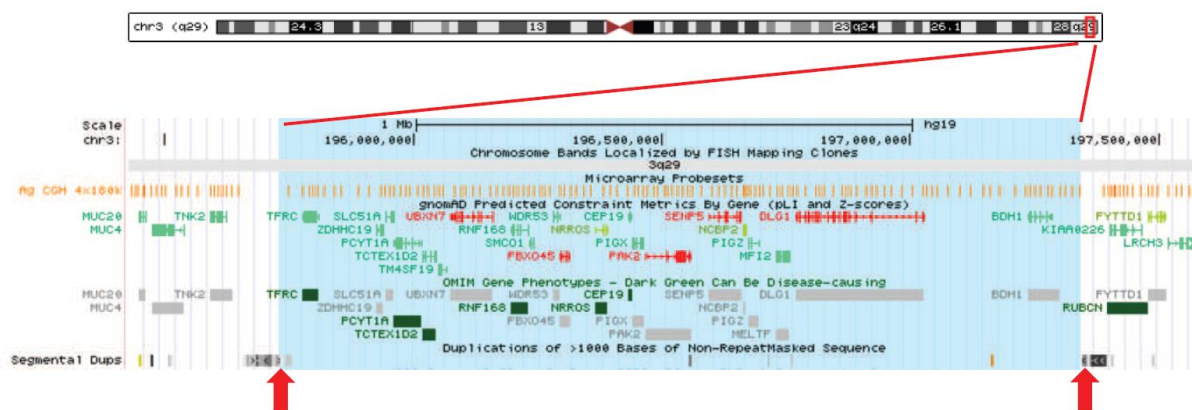 chr3 (q29) 24.3 13 23 q24 26.1 28 q29
Scale 1 Mb hg19
chr3: 196,000,000 196,500,000 197,000,000 197,500,000
Chromosome Bands Localized by FISH Mapping Clones
3q29
Microarray Probesets
Ag CGH 4x180k
gnomAD Predicted Constraint Metrics By Gene (pLI and Z-scores)
MUC20 TNK2 TFRC SLC51A UBXN7 WDR53 CEP19 SENP5 DLG1 BDH1 FYTTD1
MUC4 ZDHHC19 RNF168 NRROS NCBP2 KIAA0226
PCYT1A SMCO1 PIGX PIGZ LRCH3
TCTEX1D2 FBXO45 PAK2 MFI2
TM4SF19
OMIM Gene Phenotypes - Dark Green Can Be Disease-causing
MUC20 TNK2 TFRC SLC51A UBXN7 WDR53 CEP19 SENP5 DLG1 BDH1 FYTTD1
MUC4 ZDHHC19 RNF168 NRROS NCBP2 RUBCN
PCYT1A FBXO45 PIGX PIGZ
TCTEX1D2 PAK2 MELTF
Duplications of >1000 Bases of Non-RepeatMasked Sequence
Segmental Dups